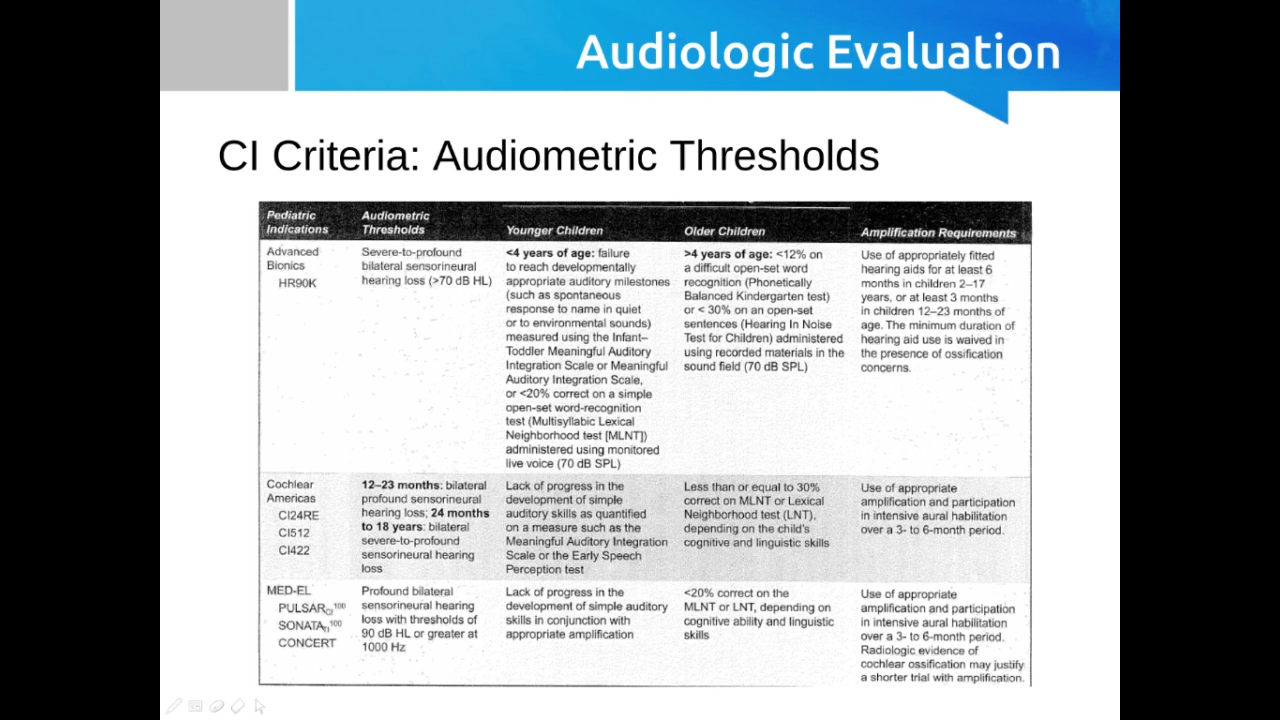 Audiologic Evaluation
CI Criteria: Audiometric Thresholds
Pediatric
Indications
Audiometric
Thresholds
Younger Children
Older Children
Amplification Requirements
Advanced
Bionics
HR90K
Severe-to-profound
bilateral sensorineural
hearing loss (>70 dB HL)
<4 years of age: failure
to reach developmentally
appropriate auditory milestones
(such as spontaneous
response to name in quiet
or to environmental sounds)
measured using the Infant–
Toddler Meaningful Auditory
Integration Scale or Meaningful
Auditory Integration Scale,
or <20% correct on a simple
open-set word-recognition
test (Multisyllabic Lexical
Neighborhood test [MLNT])
administered using monitored
live voice (70 dB SPL)
>4 years of age: <12% on
a difficult open-set word
recognition (Phonetically
Balanced Kindergarten test)
or < 30% on an open-set
sentences (Hearing In Noise
Test for Children) administered
using recorded materials in the
sound field (70 dB SPL)
Use of appropriately fitted
hearing aids for at least 6
months in children 2–17
years, or at least 3 months
in children 12–23 months of
age. The minimum duration of
hearing aid use is waived in
the presence of ossification
concerns.
Cochlear
Americas
CI24RE
CI512
CI422
12–23 months: bilateral
profound sensorineural
hearing loss; 24 months
to 18 years: bilateral
severe-to-profound
sensorineural hearing
loss
Lack of progress in the
development of simple
auditory skills as quantified
on a measure such as the
Meaningful Auditory Integration
Scale or the Early Speech
Perception test
Less than or equal to 30%
correct on MLNT or Lexical
Neighborhood test (LNT),
depending on the child's
cognitive and linguistic skills
Use of appropriate
amplification and participation
in intensive aural habilitation
over a 3- to 6-month period.
MED-EL
PULSARCI100
SONATATI100
CONCERT
Profound bilateral
sensorineural hearing
loss with thresholds of
90 dB HL or greater at
1000 Hz
Lack of progress in the
development of simple auditory
skills in conjunction with
appropriate amplification
<20% correct on the
MLNT or LNT, depending on
cognitive ability and linguistic
skills
Use of appropriate
amplification and participation
in intensive aural habilitation
over a 3- to 6-month period.
Radiologic evidence of
cochlear ossification may justify
a shorter trial with amplification.